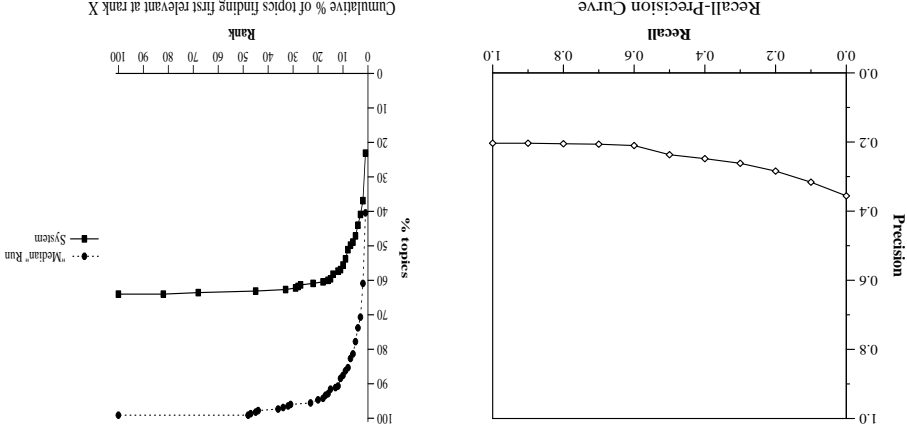 Precision
1.0
0.8
0.6
0.4
0.2
0.0
0.0 0.2 0.4 0.6 0.8 1.0
Recall
Recall-Precision Curve
% topics
100
90
80
70
60
50
40
30
20
10
0
"Median" Run
System
0 10 20 30 40 50 60 70 80 90 100
Rank
Cumulative % of topics finding first relevant at rank X